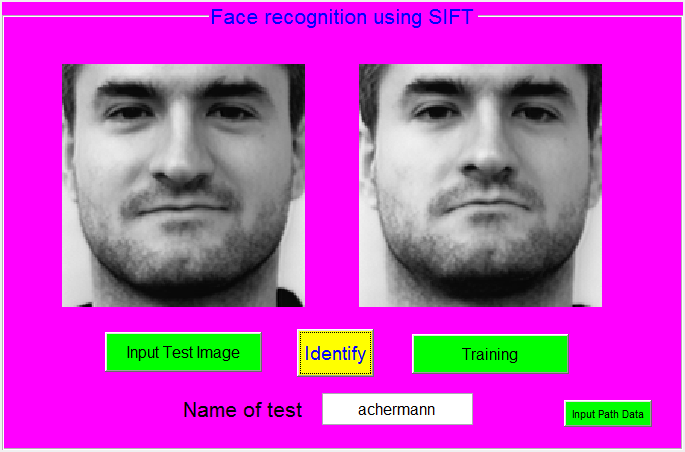 Face recognition using SIFT
Input Test Image
Identify
Training
Name of test
achermann
Input Path Data